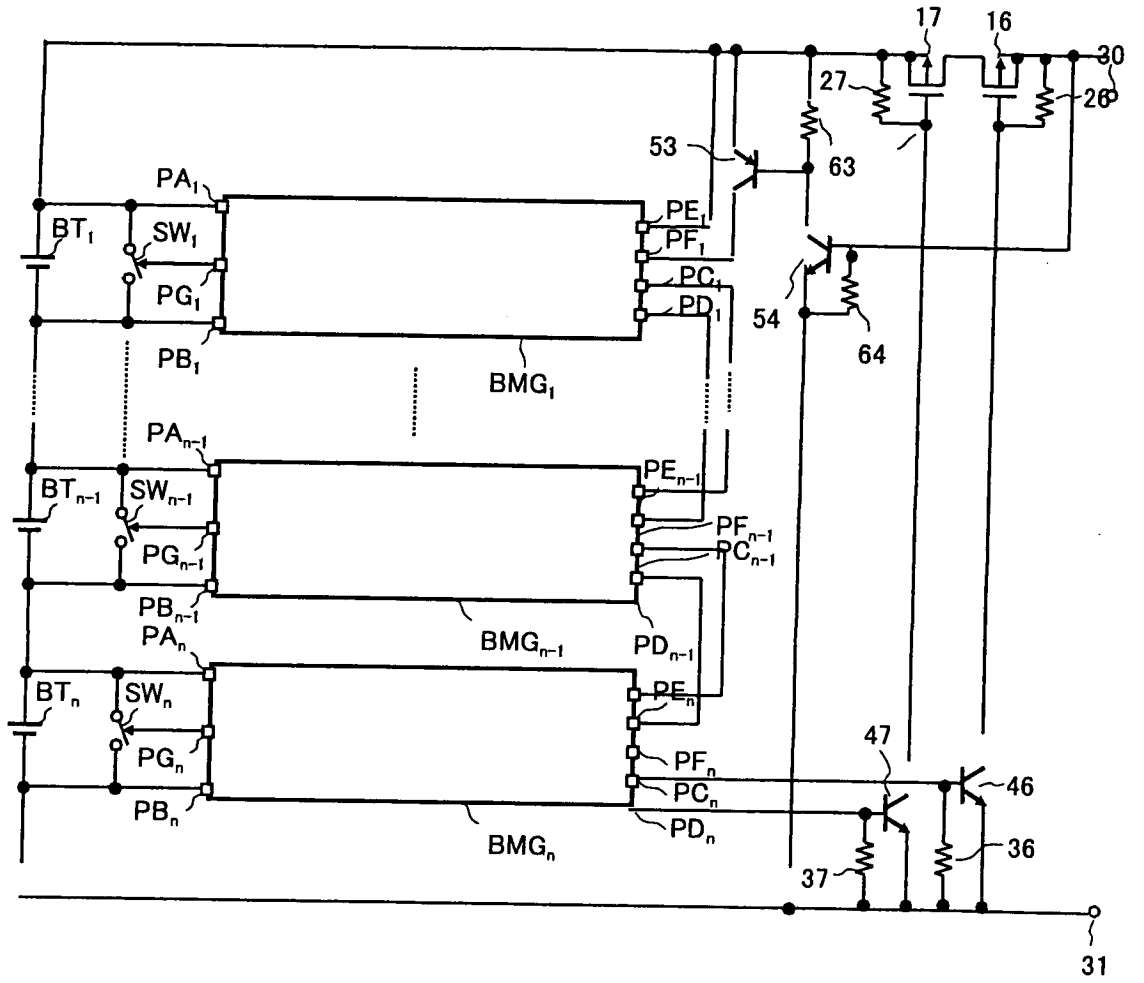 17
16
30
27
26
53
63
PA1
BT1
SW1
PE1
PF1
PG1
PC1
PD1
54
PB1
64
BMG1
PAn-1
PEn-1
BTn-1
SWn-1
PFn-1
PGn-1
PCn-1
PBn-1
BMGn-1
PDn-1
PAn
BTn
SWn
PEn
47
PGn
PFn
46
PCn
PBn
PDn
BMGn
37
36
31